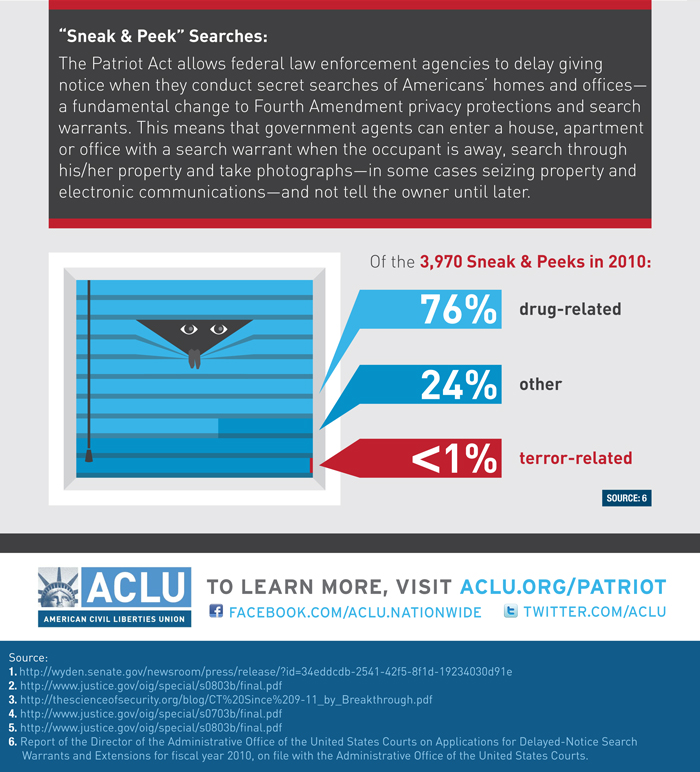 “Sneak & Peek” Searches:
The Patriot Act allows federal law enforcement agencies to delay giving
notice when they conduct secret searches of Americans’ homes and offices—
a fundamental change to Fourth Amendment privacy protections and search
warrants. This means that government agents can enter a house, apartment
or office with a search warrant when the occupant is away, search through
his/her property and take photographs—in some cases seizing property and
electronic communications—and not tell the owner until later.
Of the 3,970 Sneak & Peeks in 2010:
76% drug-related
24% other
<1% terror-related
SOURCE: 6
ACLU
AMERICAN CIVIL LIBERTIES UNION
TO LEARN MORE, VISIT ACLU.ORG/PATRIOT
FACEBOOK.COM/ACLU.NATIONWIDE TWITTER.COM/ACLU
Source:
1. http://wyden.senate.gov/newsroom/press/release/?id=34eddcdb-2541-42f5-8f1d-19234030d91e
2. http://www.justice.gov/oig/special/s0803b/final.pdf
3. http://thescienceofsecurity.org/blog/CT%20Since%209-11_by_Breakthrough.pdf
4. http://www.justice.gov/oig/special/s0703b/final.pdf
5. http://www.justice.gov/oig/special/s0803b/final.pdf
6. Report of the Director of the Administrative Office of the United States Courts on Applications for Delayed-Notice Search
Warrants and Extensions for fiscal year 2010, on file with the Administrative Office of the United States Courts.